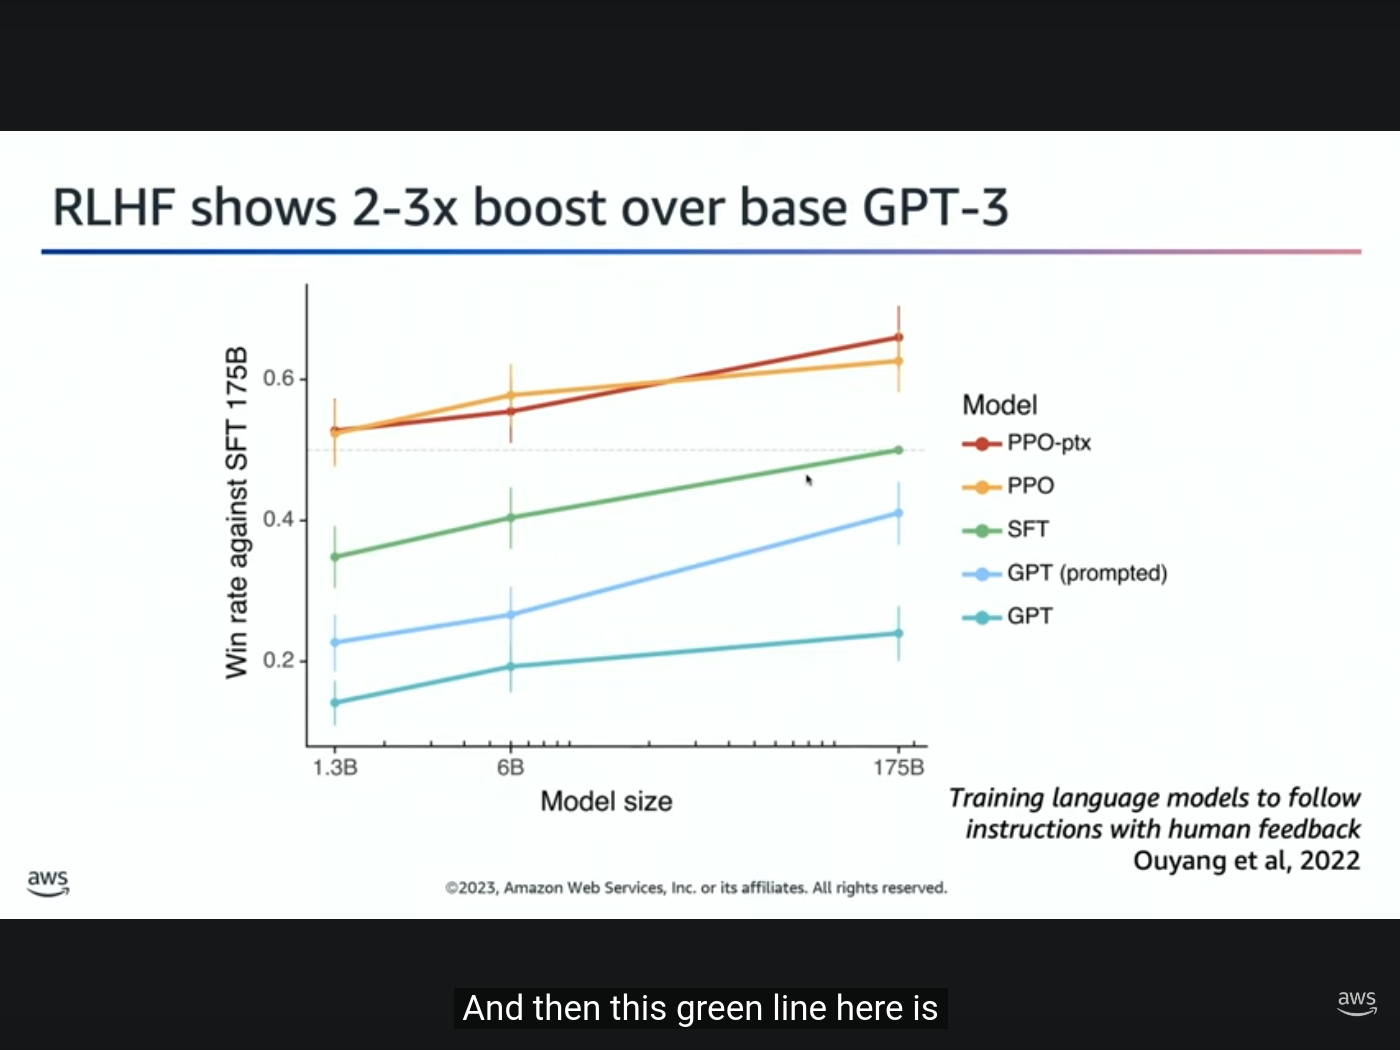 RLHF shows 2-3x boost over base GPT-3
Win rate against SFT 175B
0.6
0.4
0.2
1.3B
6B
175B
Model size
Model
PPO-ptx
PPO
SFT
GPT (prompted)
GPT
Training language models to follow
instructions with human feedback
Ouyang et al, 2022
aws
©2023, Amazon Web Services, Inc. or its affiliates. All rights reserved.
And then this green line here is
aws